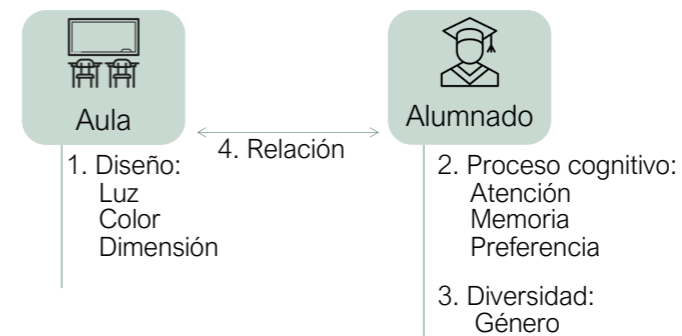 Aula
Alumnado
4. Relación
1. Diseño:
Luz
Color
Dimensión
2. Proceso cognitivo:
Atención
Memoria
Preferencia
3. Diversidad:
Género